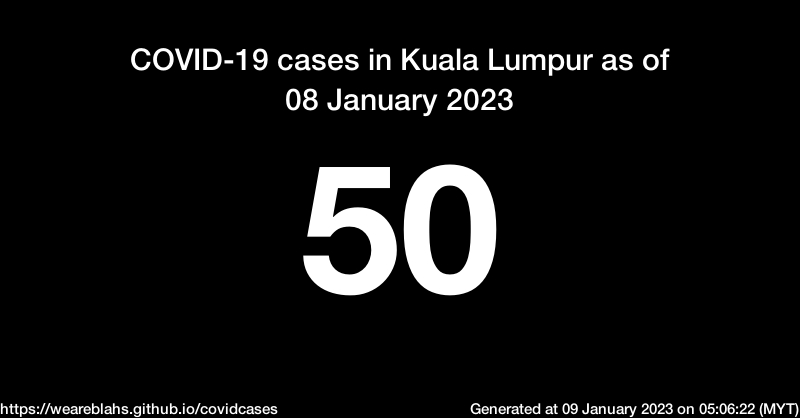 COVID-19 cases in Kuala Lumpur as of
08 January 2023
50
https://weareblahs.github.io/covidcases
Generated at 09 January 2023 on 05:06:22 (MYT)